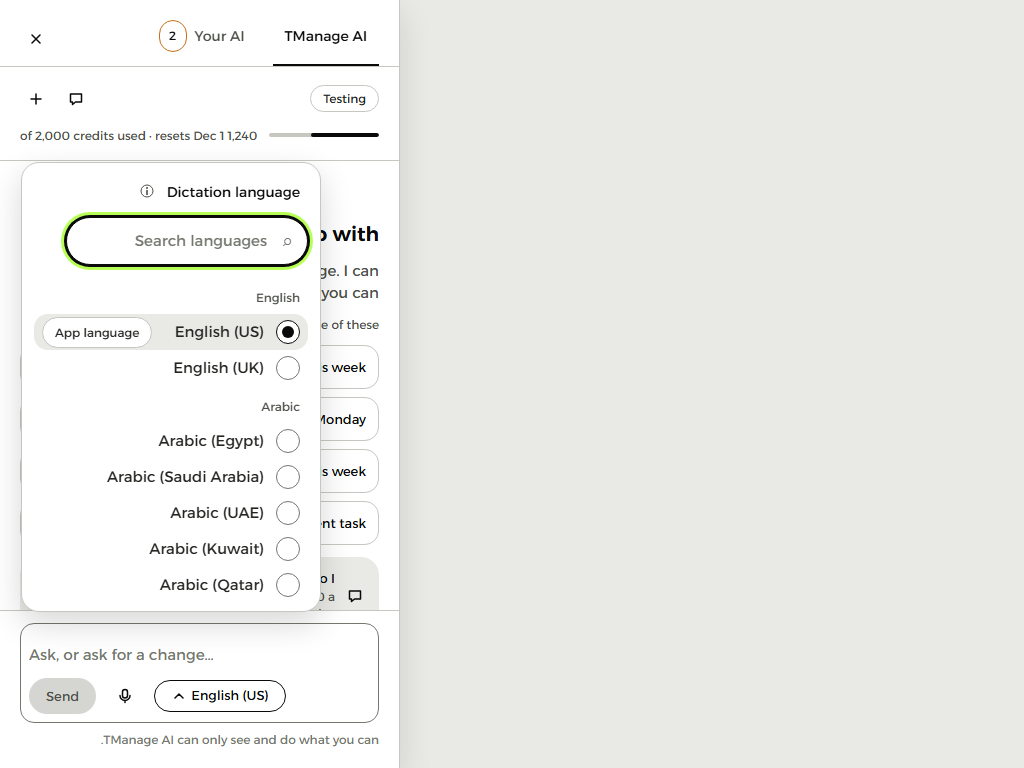 2 Your AI TManage AI
Testing
of 2,000 credits used · resets Dec 1 1,240
Dictation language
Search languages
with
English
ge. I can
you can
e of these
App language English (US)
English (UK)
s week
Arabic
Monday
Arabic (Egypt)
Arabic (Saudi Arabia)
s week
Arabic (UAE)
nt task
Arabic (Kuwait)
Arabic (Qatar)
o I
Ask, or ask for a change...
Send English (US)
.TManage AI can only see and do what you can